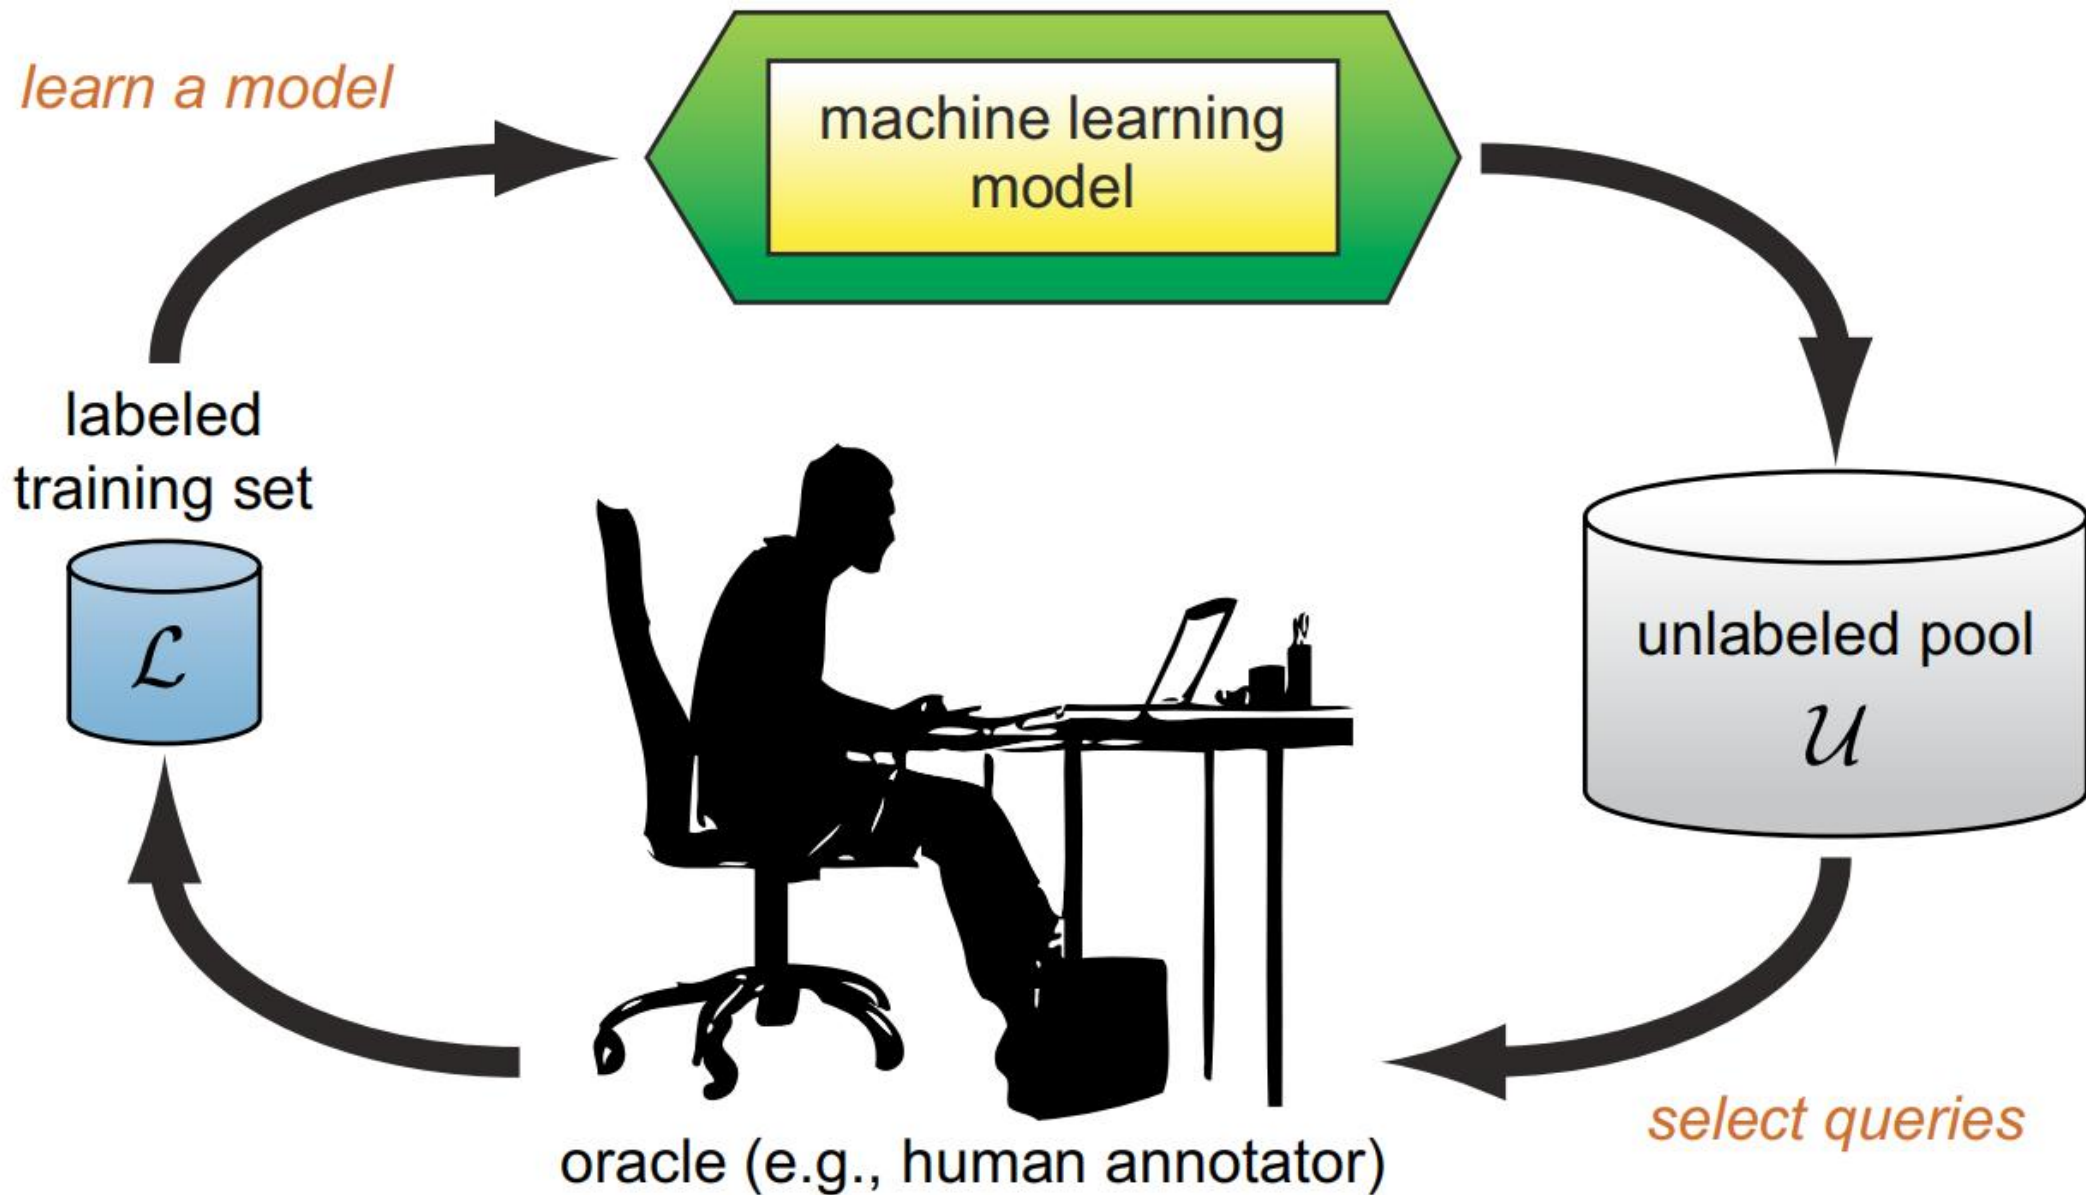 learn a model
machine learning
model
labeled
training set
ℒ
unlabeled pool
𝒰
select queries
oracle (e.g., human annotator)